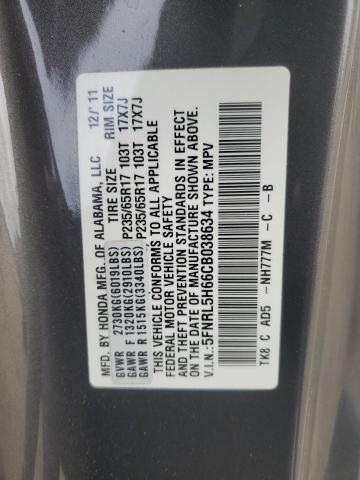 MFD. BY HONDA MFG. OF ALABAMA, LLC 12/'11
TIRE SIZE RIM SIZE
GVWR 2730KG(6019LBS)
GAWR F 1320KG(2910LBS) P235/65R17 103T 17X7J
GAWR R 1515KG(3340LBS) P235/65R17 103T 17X7J
THIS VEHICLE CONFORMS TO ALL APPLICABLE
FEDERAL MOTOR VEHICLE SAFETY
AND THEFT PREVENTION STANDARDS IN EFFECT
ON THE DATE OF MANUFACTURE SHOWN ABOVE.
V.I.N.: 5FNRL5H66CB038634 TYPE: MPV
TK8 C AD5 -NH777M -C -B